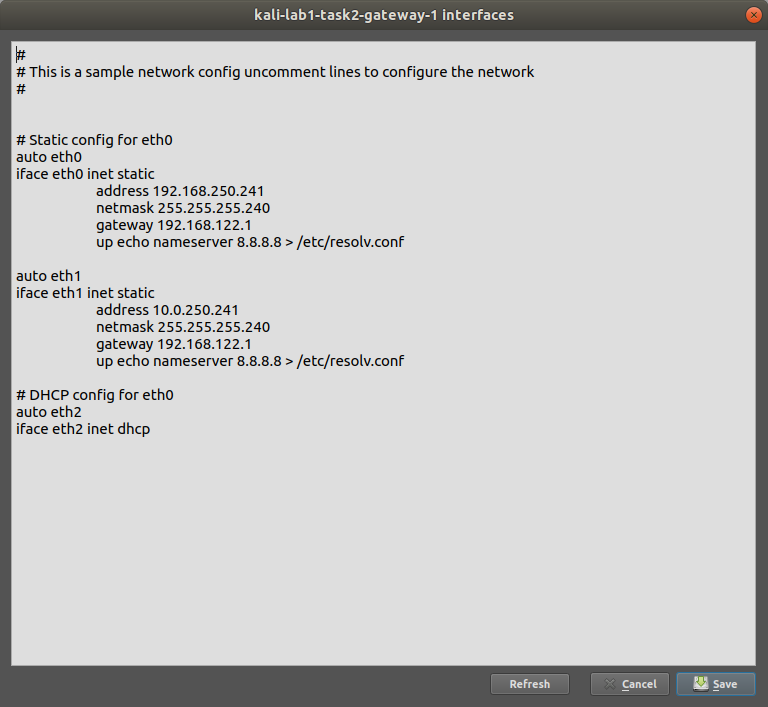 kali-lab1-task2-gateway-1 interfaces
#
# This is a sample network config uncomment lines to configure the network
#
# Static config for eth0
auto eth0
iface eth0 inet static
address 192.168.250.241
netmask 255.255.255.240
gateway 192.168.122.1
up echo nameserver 8.8.8.8 > /etc/resolv.conf
auto eth1
iface eth1 inet static
address 10.0.250.241
netmask 255.255.255.240
gateway 192.168.122.1
up echo nameserver 8.8.8.8 > /etc/resolv.conf
# DHCP config for eth0
auto eth2
iface eth2 inet dhcp
Refresh
Cancel
Save